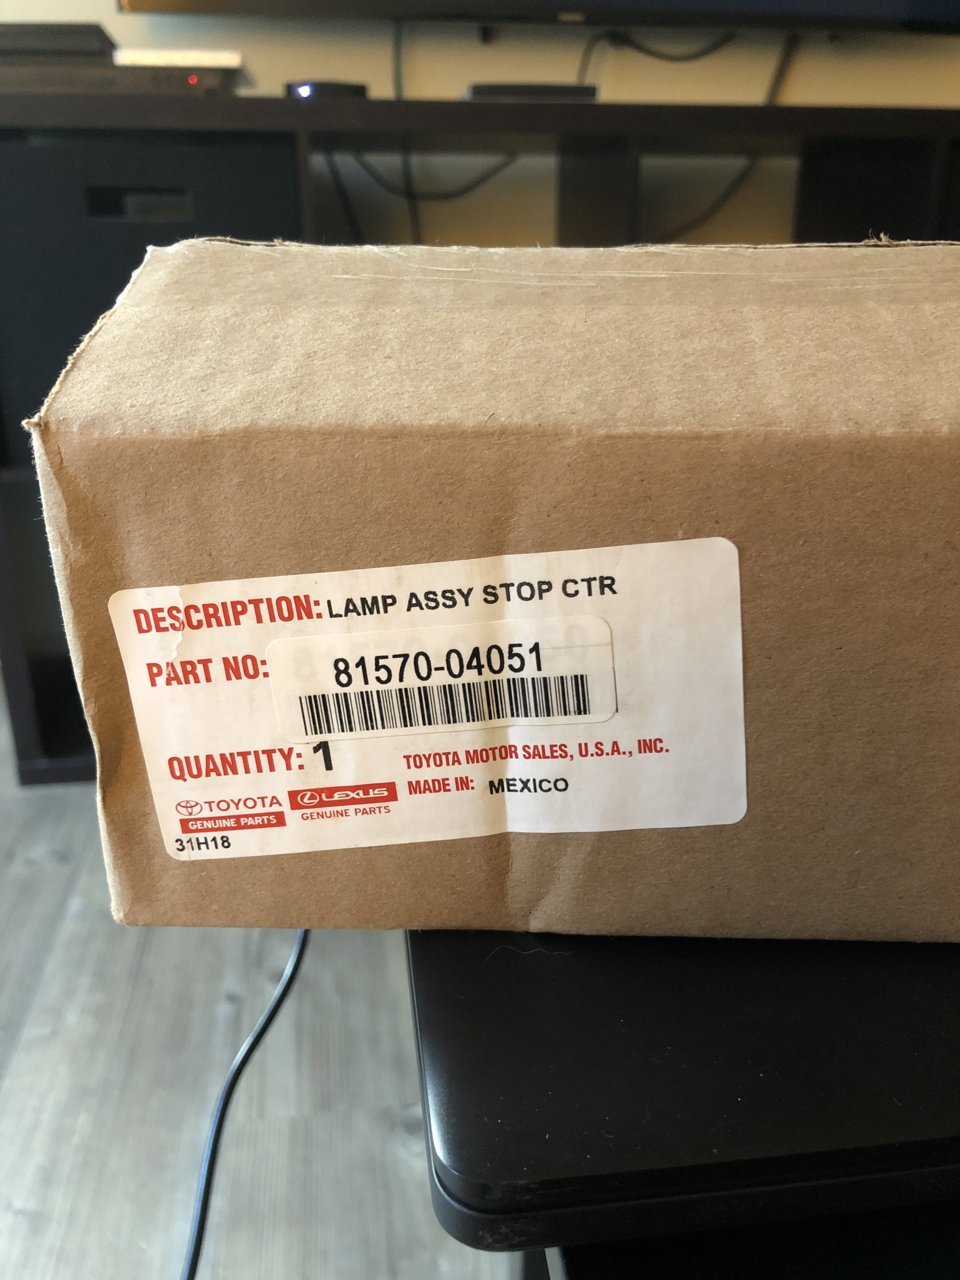 DESCRIPTION: LAMP ASSY STOP CTR
PART NO: 81570-04051
QUANTITY: 1
TOYOTA MOTOR SALES, U.S.A., INC.
MADE IN: MEXICO
TOYOTA
GENUINE PARTS
LEXUS
GENUINE PARTS
31H18